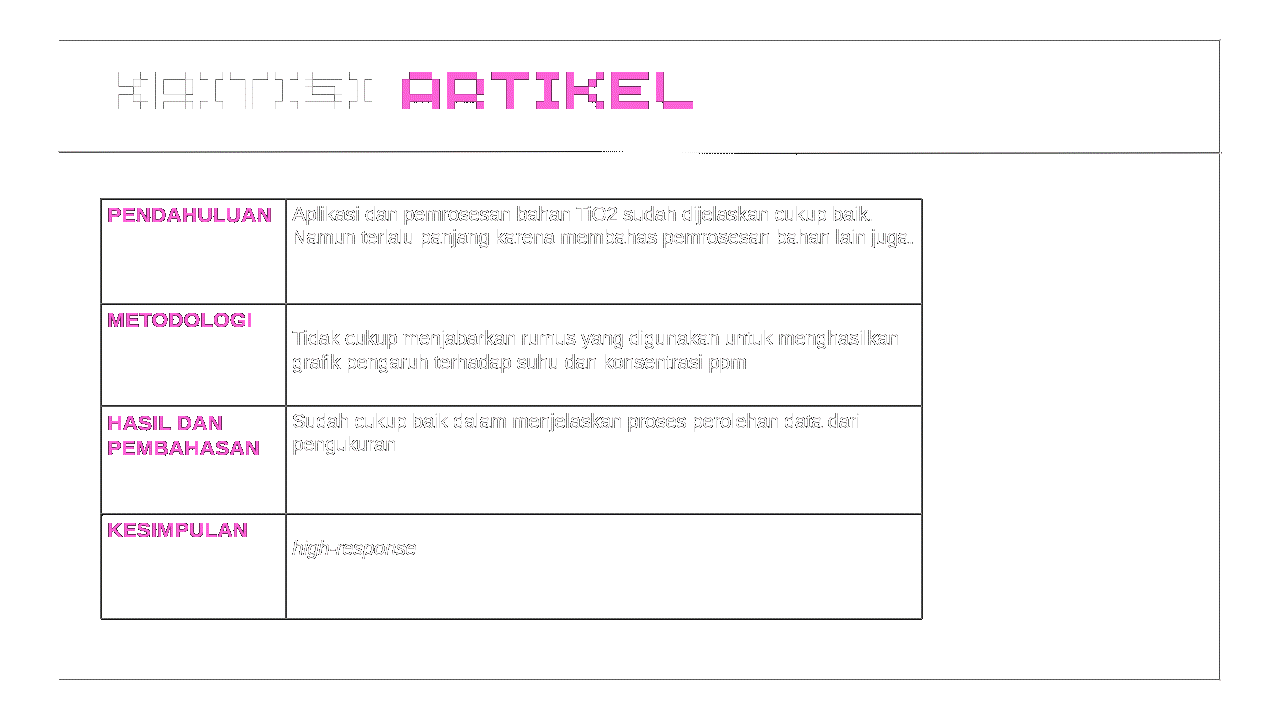 KRITISI ARTIKEL
PENDAHULUAN
Aplikasi dan pemrosesan bahan TiO2 sudah dijelaskan cukup baik.
Namun terlalu panjang karena membahas pemrosesan bahan lain juga.
METODOLOGI
Tidak cukup menjabarkan rumus yang digunakan untuk menghasilkan
grafik pengaruh terhadap suhu dan konsentrasi ppm
HASIL DAN
PEMBAHASAN
Sudah cukup baik dalam menjelaskan proses perolehan data dari
pengukuran
KESIMPULAN
high-response